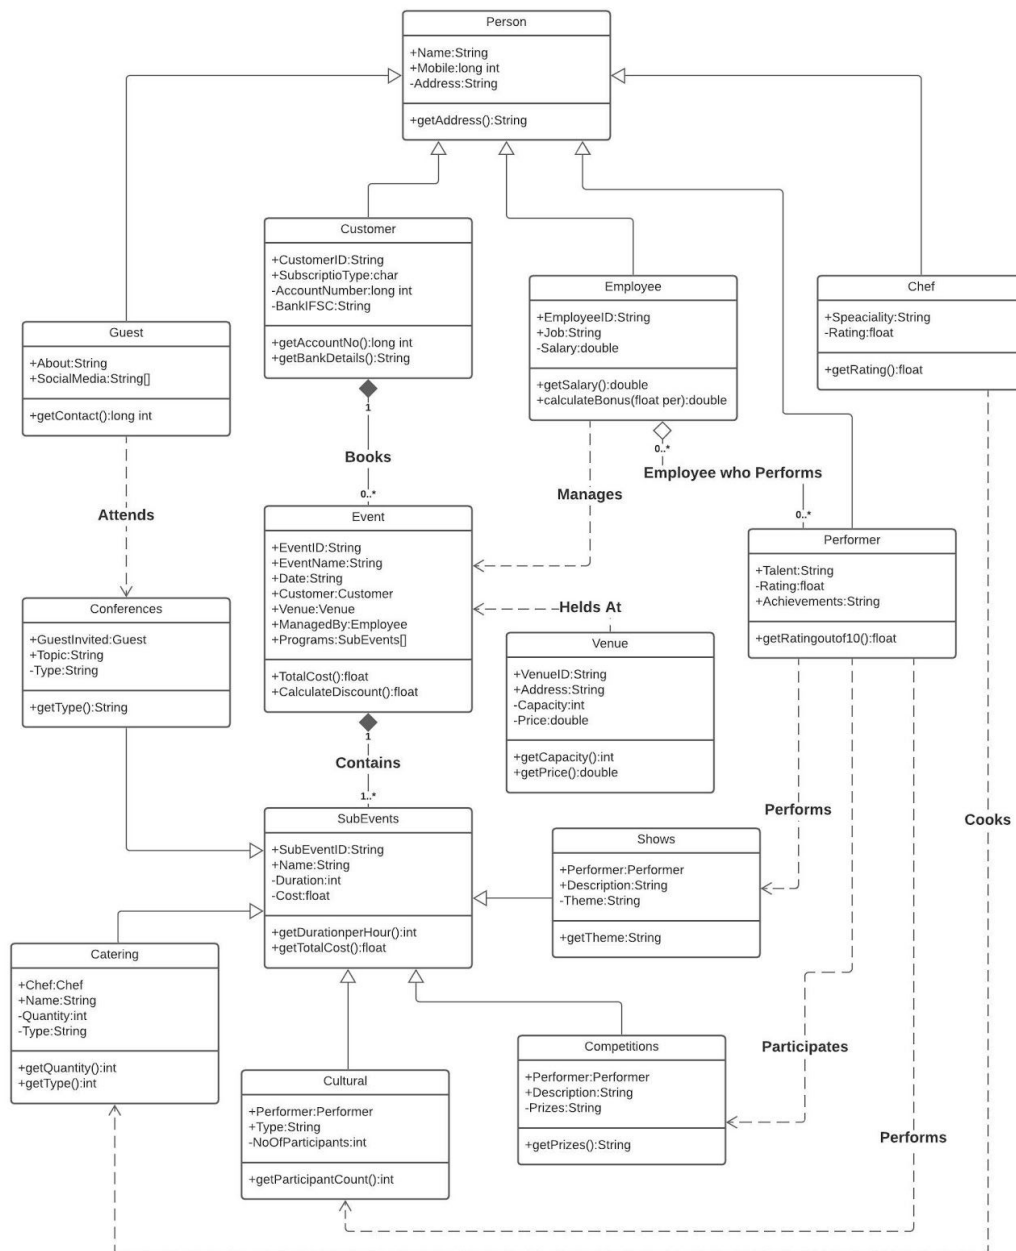 Person
+Name:String
+Mobile:long int
-Address:String
+getAddress():String
Customer
+CustomerID:String
+SubscriptioType:char
-AccountNumber:long int
-BankIFSC:String
+getAccountNo():long int
+getBankDetails():String
Employee
+EmployeeID:String
+Job:String
-Salary:double
+getSalary():double
+calculateBonus(float per):double
Chef
+Speaciality:String
-Rating:float
+getRating():float
Guest
+About:String
+SocialMedia:String[]
+getContact():long int
1
Books
0..*
0..*
Employee who Performs
0..*
Manages
Attends
Event
+EventID:String
+EventName:String
+Date:String
+Customer:Customer
+Venue:Venue
+ManagedBy:Employee
+Programs:SubEvents[]
+TotalCost():float
+CalculateDiscount():float
Performer
+Talent:String
-Rating:float
+Achievements:String
+getRatingoutof10():float
Conferences
+GuestInvited:Guest
+Topic:String
-Type:String
+getType():String
Helds At
Venue
+VenueID:String
+Address:String
-Capacity:int
-Price:double
+getCapacity():int
+getPrice():double
1
Contains
1..*
Performs
Cooks
SubEvents
+SubEventID:String
+Name:String
-Duration:int
-Cost:float
+getDurationperHour():int
+getTotalCost():float
Shows
+Performer:Performer
+Description:String
-Theme:String
+getTheme:String
Catering
+Chef:Chef
+Name:String
-Quantity:int
-Type:String
+getQuantity():int
+getType():int
Participates
Competitions
+Performer:Performer
+Description:String
-Prizes:String
+getPrizes():String
Cultural
+Performer:Performer
+Type:String
-NoOfParticipants:int
+getParticipantCount():int
Performs